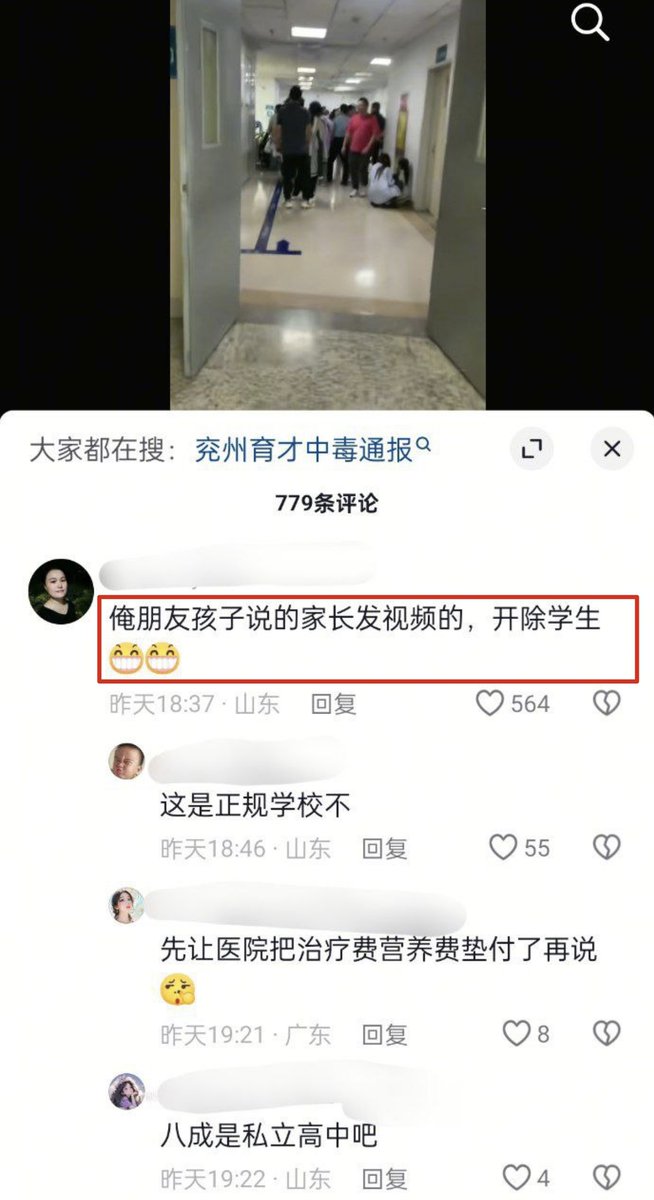 大家都在搜：兖州育才中毒通报
779条评论
俺朋友孩子说的家长发视频的，开除学生
昨天18:37 · 山东 回复 564
这是正规学校不
昨天18:46 · 山东 回复 55
先让医院把治疗费营养费垫付了再说
昨天19:21 · 广东 回复 8
八成是私立高中吧
昨天19:22 · 山东 回复 4